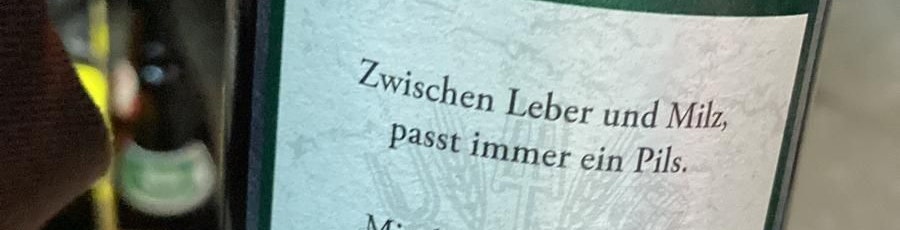 Zwischen Leber und Milz,
passt immer ein Pils.